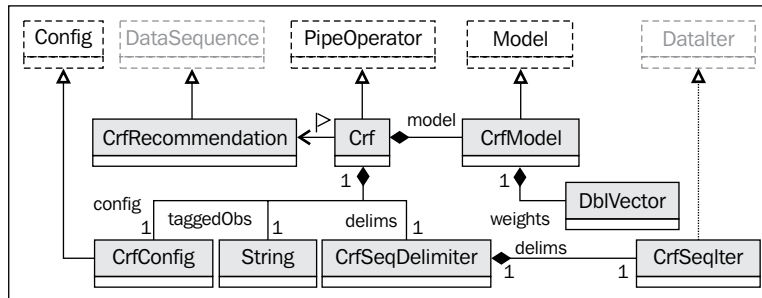 Config DataSequence PipeOperator Model DataIter
CrfRecommendation Crf model CrfModel
1 1
config taggedObs delims weights DblVector
1 1 1 delims
CrfConfig String CrfSeqDelimiter 1 1 CrfSeqIter